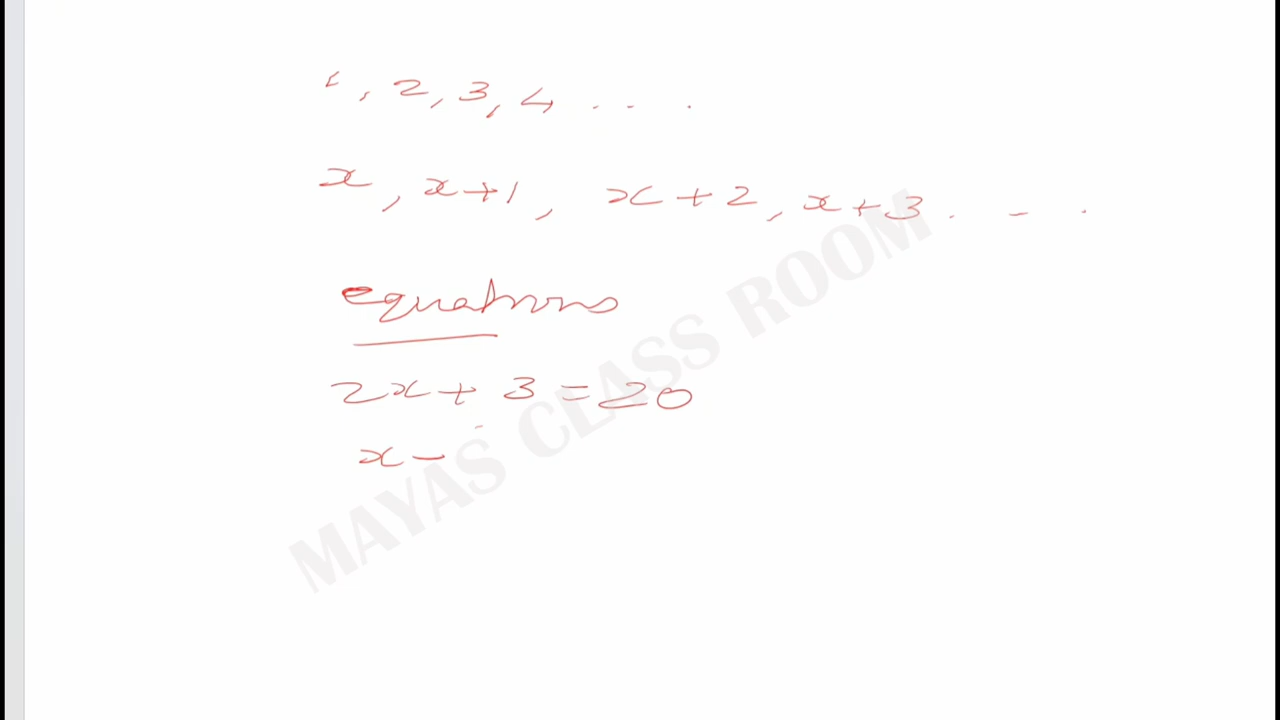 1, 2, 3, 4 . . .
x, x+1, x+2, x+3 . - .
equations
2x + 3 = 20
x -
MAYAS CLASS ROOM